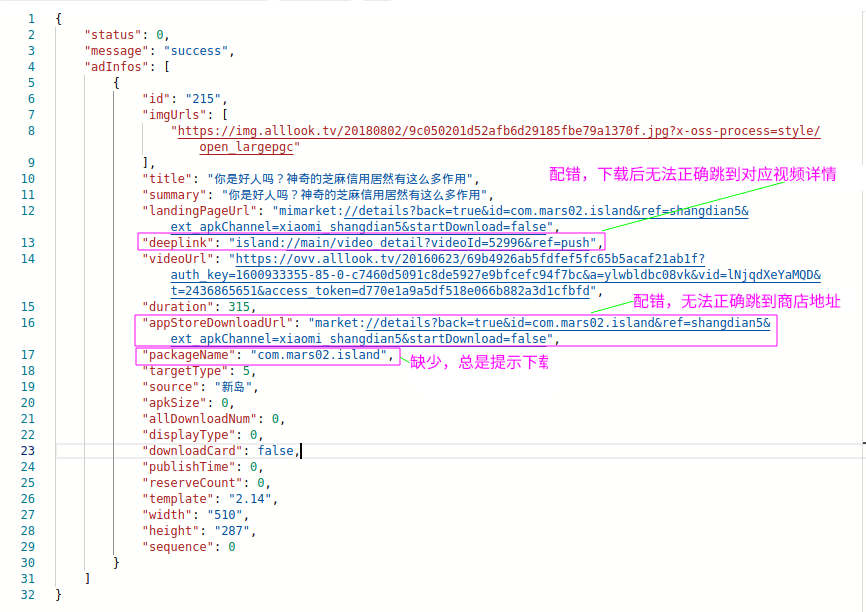 1 {
2 "status": 0,
3 "message": "success",
4 "adInfos": [
5 {
6 "id": "215",
7 "imgUrls": [
8 "https://img.alllook.tv/20180802/9c050201d52afb6d29185fbe79a1370f.jpg?x-oss-process=style/
open_largepgc"
9 ],
10 "title": "你是好人吗？神奇的芝麻信用居然有这么多作用",
配错，下载后无法正确跳到对应视频详情
11 "summary": "你是好人吗？神奇的芝麻信用居然有这么多作用",
12 "landingPageUrl": "mimarket://details?back=true&id=com.mars02.island&ref=shangdian5&
ext_apkChannel=xiaomi_shangdian5&startDownload=false",
13 "deeplink": "island://main/video_detail?videoId=52996&ref=push",
14 "videoUrl": "https://ovv.alllook.tv/20160623/69b4926ab5fdfef5fc65b5acaf21ab1f?
auth_key=1600933355-85-0-c7460d5091c8de5927e9bfcefc94f7bc&a=ylwbldbc08vk&vid=lNjqdXeYaMQD&
t=2436865651&access_token=d770e1a9a5df518e066b882a3d1cfbfd",
15 "duration": 315,
配错，无法正确跳到商店地址
16 "appStoreDownloadUrl": "market://details?back=true&id=com.mars02.island&ref=shangdian5&
ext_apkChannel=xiaomi_shangdian5&startDownload=false",
17 "packageName": "com.mars02.island",
缺少，总是提示下载
18 "targetType": 5,
19 "source": "新岛",
20 "apkSize": 0,
21 "allDownloadNum": 0,
22 "displayType": 0,
23 "downloadCard": false,
24 "publishTime": 0,
25 "reserveCount": 0,
26 "template": "2.14",
27 "width": "510",
28 "height": "287",
29 "sequence": 0
30 }
31 ]
32 }